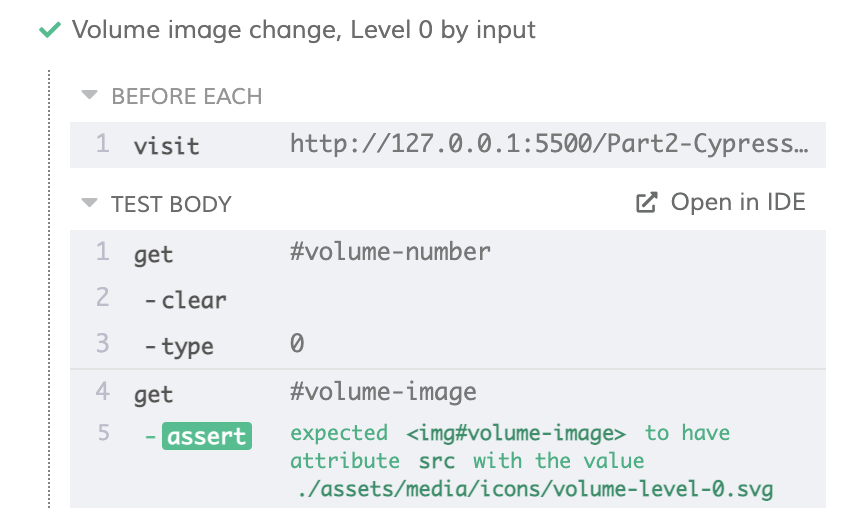 Volume image change, Level 0 by input
BEFORE EACH
1 visit http://127.0.0.1:5500/Part2-Cypress…
TEST BODY Open in IDE
1 get #volume-number
2 -clear
3 -type 0
4 get #volume-image
5 -assert expected <img#volume-image> to have
attribute src with the value
./assets/media/icons/volume-level-0.svg